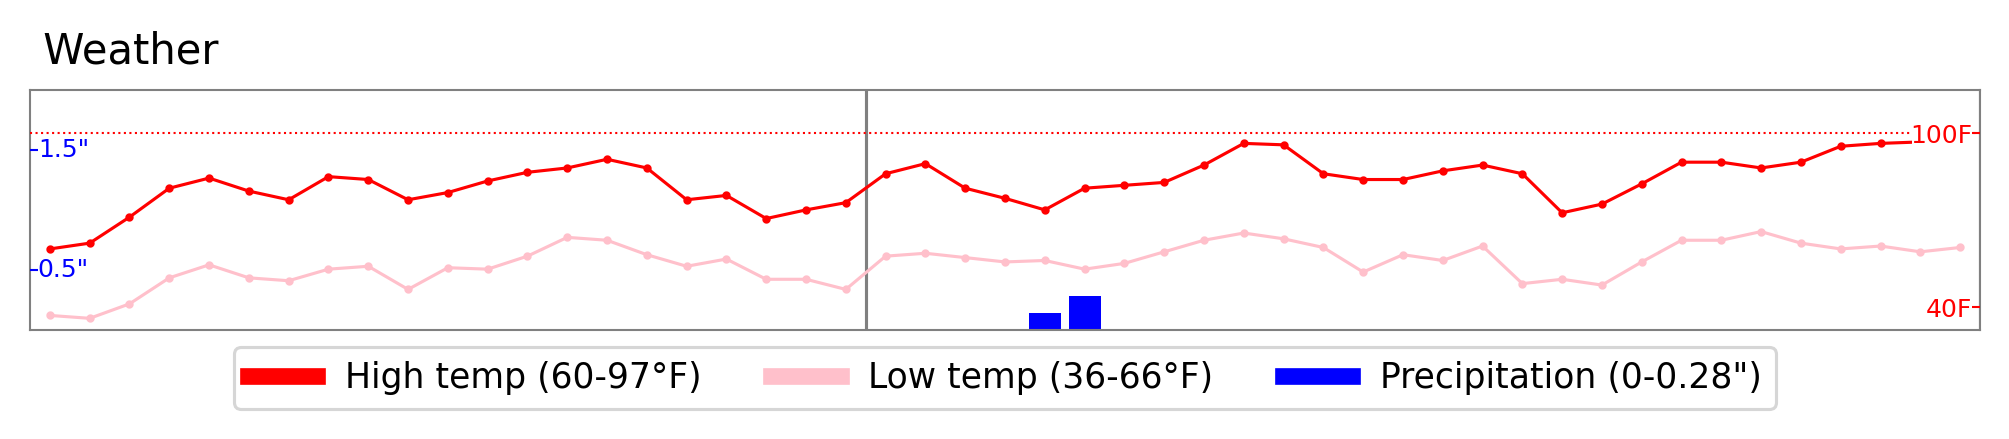 Weather
1.5"
100F
0.5"
40F
High temp (60-97°F) Low temp (36-66°F) Precipitation (0-0.28")